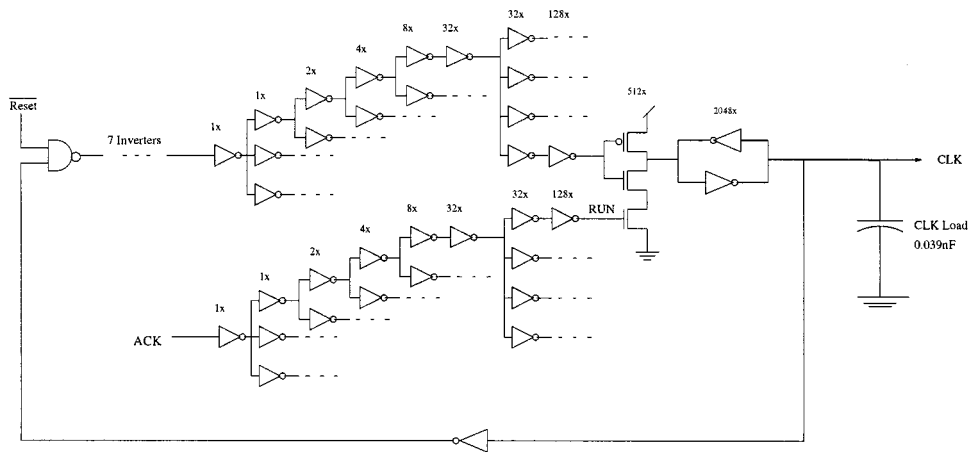 32x 128x
8x 32x
4x
2x
1x
512x
Reset
2048x
1x
7 Inverters
CLK
32x 128x
RUN
8x 32x
CLK Load
0.039nF
4x
2x
1x
1x
ACK